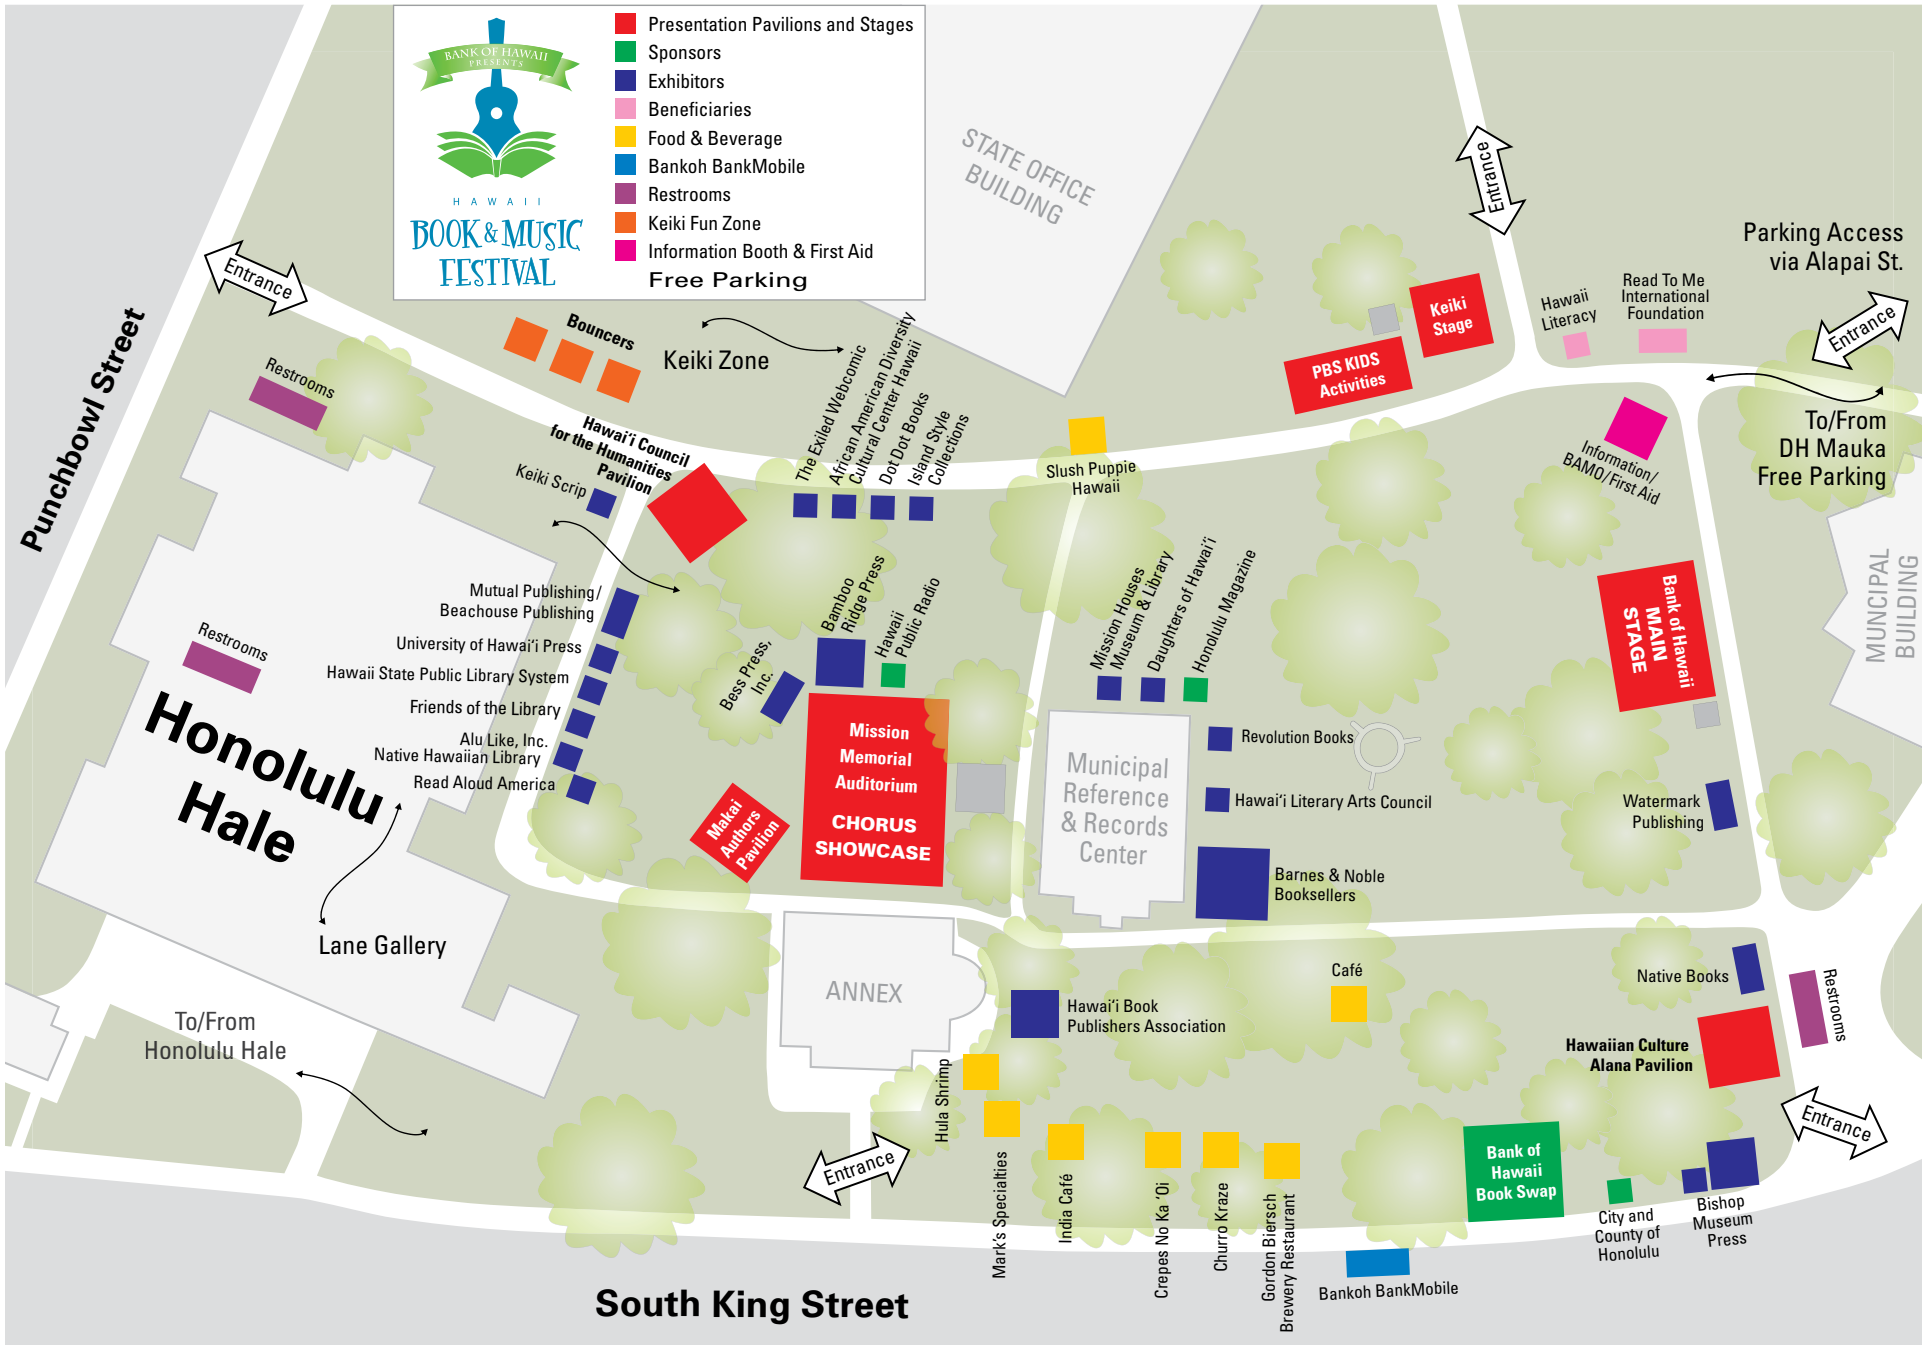 BANK OF HAWAII
PRESENTS
HAWAII
BOOK & MUSIC
FESTIVAL
Presentation Pavilions and Stages
Sponsors
Exhibitors
Beneficiaries
Food & Beverage
Bankoh BankMobile
Restrooms
Keiki Fun Zone
Information Booth & First Aid
Free Parking
STATE OFFICE
BUILDING
Entrance
Parking Access
via Alapai St.
Entrance
Entrance
Punchbowl Street
Restrooms
Bouncers
Keiki Zone
Keiki
Stage
PBS KIDS
Activities
Hawaii
Literacy
Read To Me
International
Foundation
To/From
DH Mauka
Free Parking
Information/
BAMO/First Aid
Hawai‘i Council
for the Humanities
Pavilion
Keiki Scrip
The Exiled Webcomic
African American Diversity
Cultural Center Hawaii
Dot Dot Books
Island Style
Collections
Slush Puppie
Hawaii
MUNCIPAL
BUILDING
Mutual Publishing/
Beachouse Publishing
University of Hawai‘i Press
Hawaii State Public Library System
Friends of the Library
Alu Like, Inc.
Native Hawaiian Library
Read Aloud America
Restrooms
Honolulu
Hale
Lane Gallery
To/From
Honolulu Hale
Bess Press,
Inc.
Bamboo
Ridge Press
Hawaii
Public Radio
Mission
Memorial
Auditorium
CHORUS
SHOWCASE
Makai
Authors
Pavilion
Mission Houses
Museum & Library
Daughters of Hawai‘i
Honolulu Magazine
Municipal
Reference
& Records
Center
Revolution Books
Hawai‘i Literary Arts Council
Barnes & Noble
Booksellers
Bank of Hawaii
MAIN
STAGE
Watermark
Publishing
ANNEX
Hawai‘i Book
Publishers Association
Café
Native Books
Restrooms
Hawaiian Culture
Alana Pavilion
Entrance
Entrance
Hula Shrimp
Mark's Specialties
India Café
Crepes No Ka ‘Oi
Churro Kraze
Gordon Biersch
Brewery Restaurant
Bank of
Hawaii
Book Swap
City and
County of
Honolulu
Bishop
Museum
Press
Bankoh BankMobile
South King Street